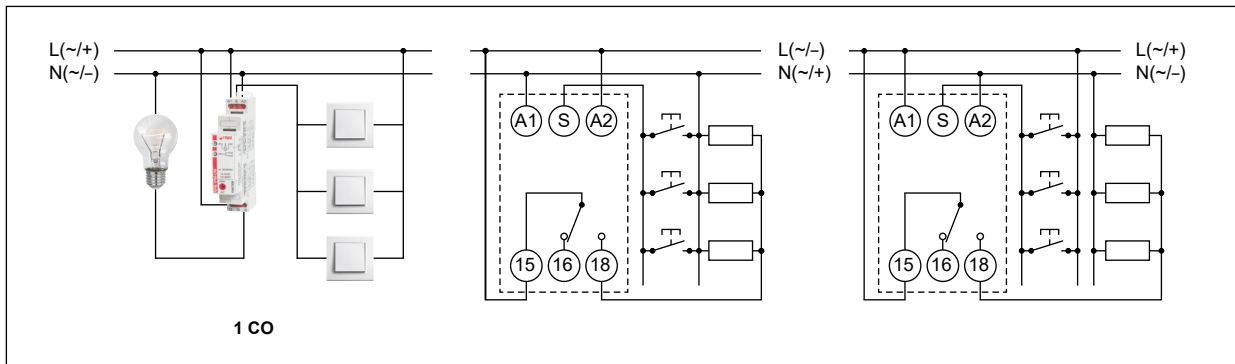 L(~/+)
N(~/–)
L(~/–)
N(~/+)
L(~/+)
N(~/–)
A1 S A2
A1 S A2
15 16 18
15 16 18
1 CO